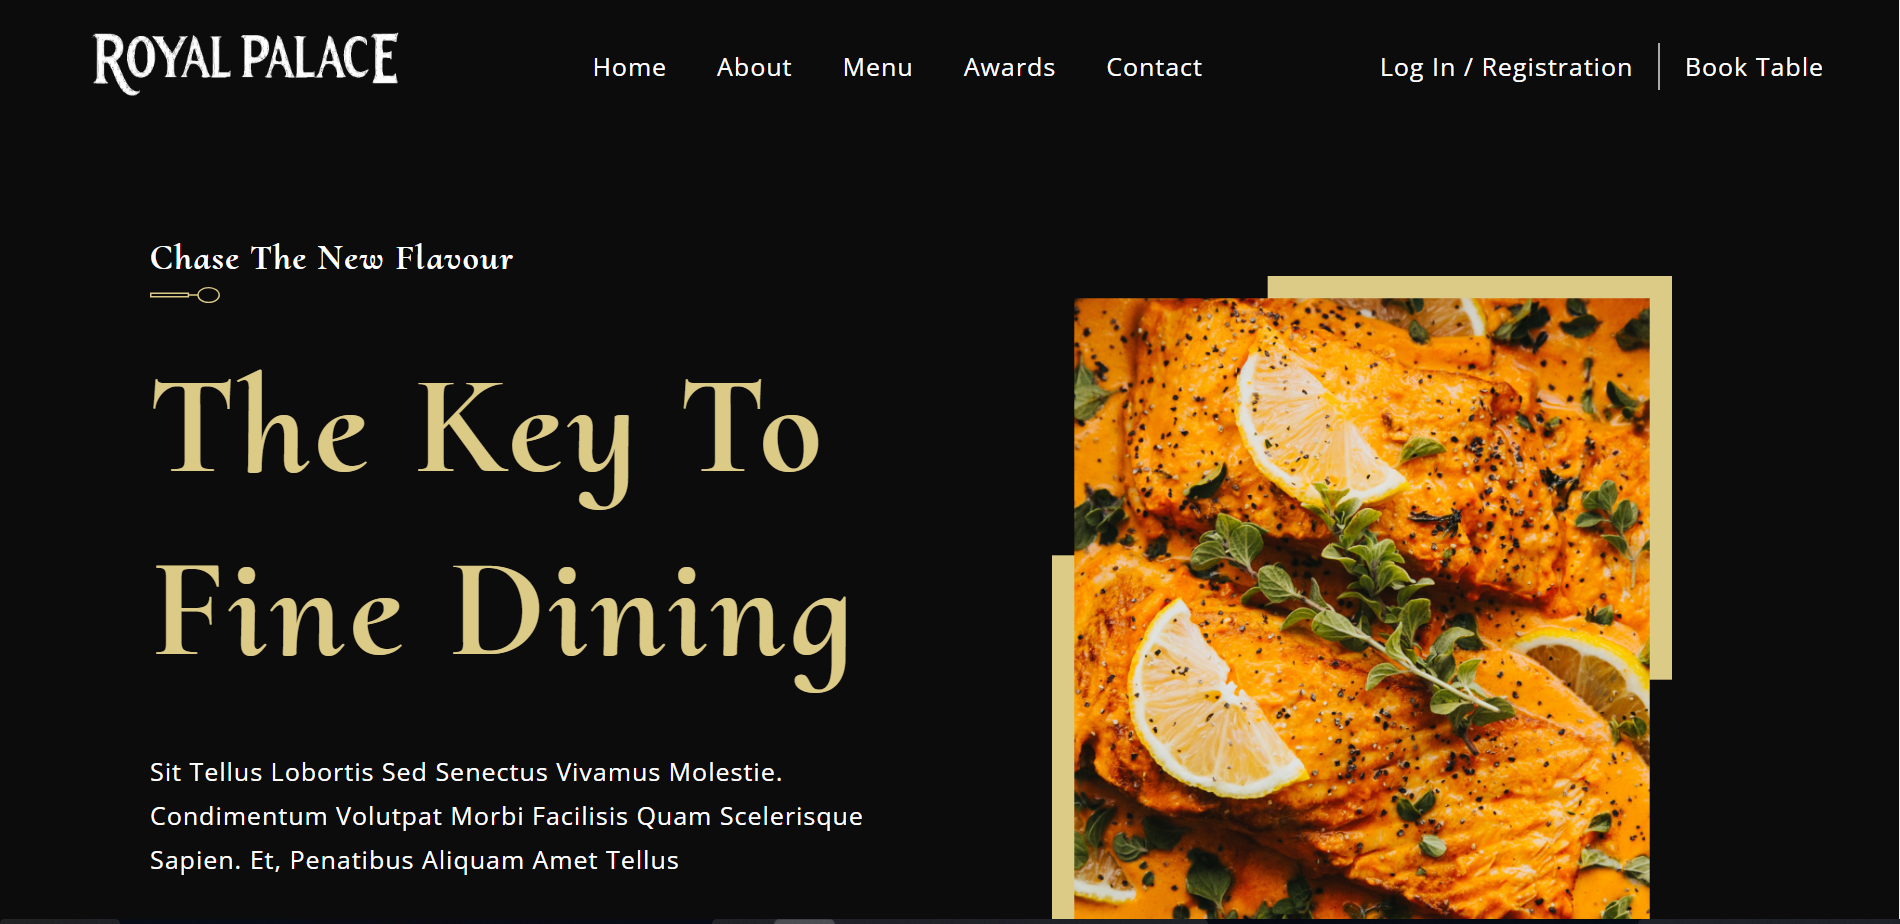 ROYAL PALACE
Home About Menu Awards Contact
Log In / Registration Book Table
Chase The New Flavour
The Key To
Fine Dining
Sit Tellus Lobortis Sed Senectus Vivamus Molestie.
Condimentum Volutpat Morbi Facilisis Quam Scelerisque
Sapien. Et, Penatibus Aliquam Amet Tellus